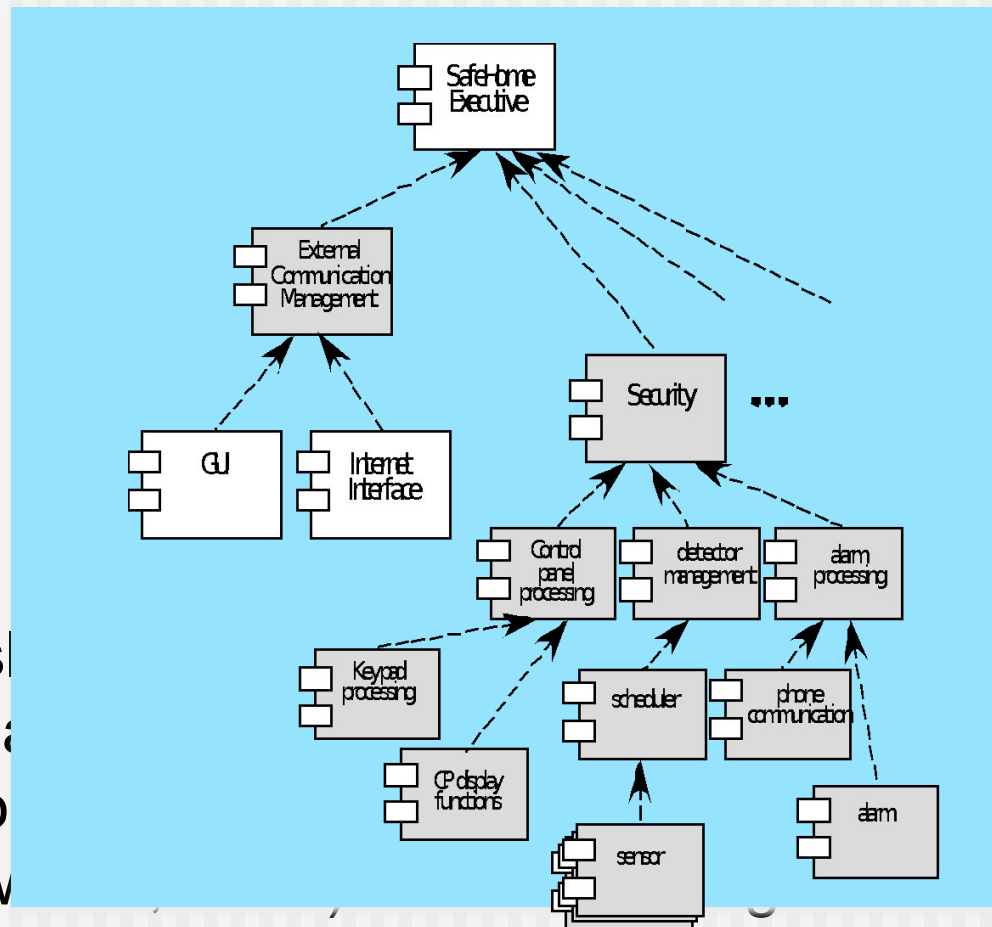 SafeHome
Executive
External
Communication
Management
Security
...
GUI
Internet
Interface
Control
panel
processing
detector
management
alarm
processing
Keypad
processing
scheduler
phone
communication
CP display
functions
alarm
sensor